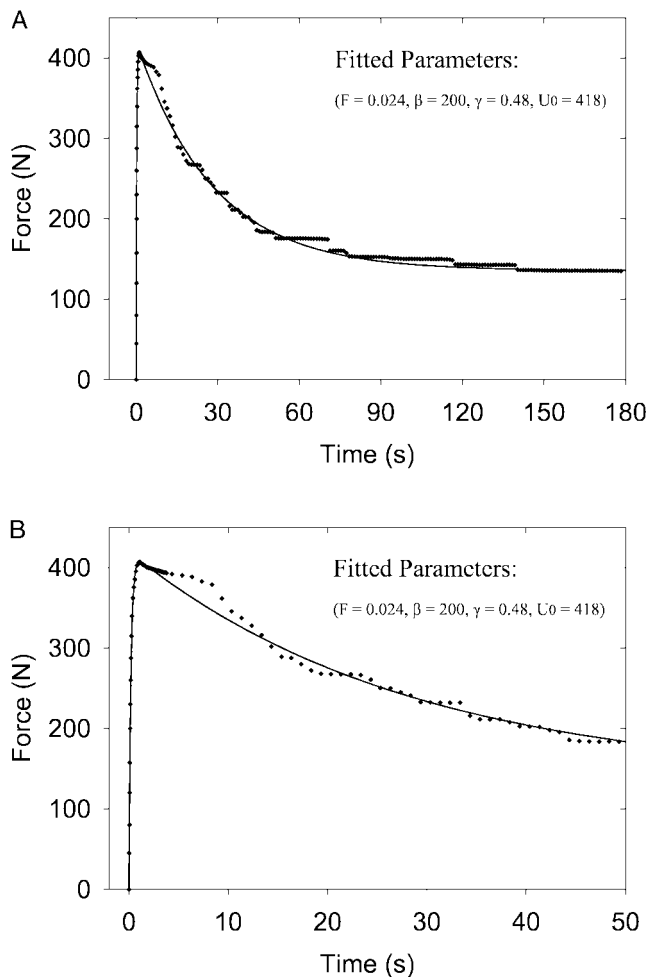 A
Fitted Parameters:
(F = 0.024, β = 200, γ = 0.48, U0 = 418)
Force (N)
400
300
200
100
0
0 30 60 90 120 150 180
Time (s)
B
Fitted Parameters:
(F = 0.024, β = 200, γ = 0.48, U0 = 418)
Force (N)
400
300
200
100
0
0 10 20 30 40 50
Time (s)